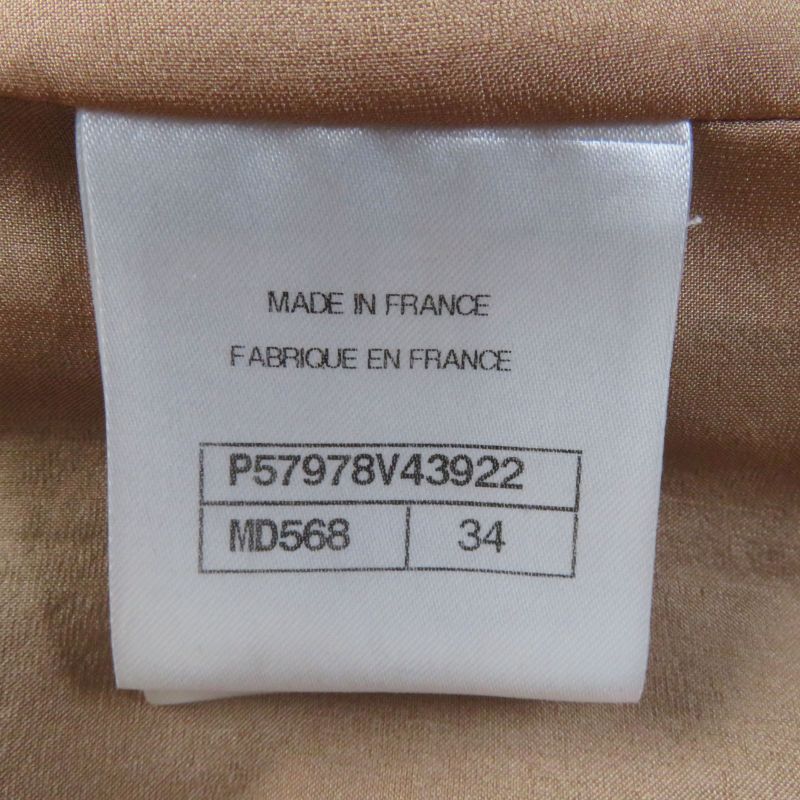 MADE IN FRANCE
FABRIQUE EN FRANCE
P57978V43922
MD568 34